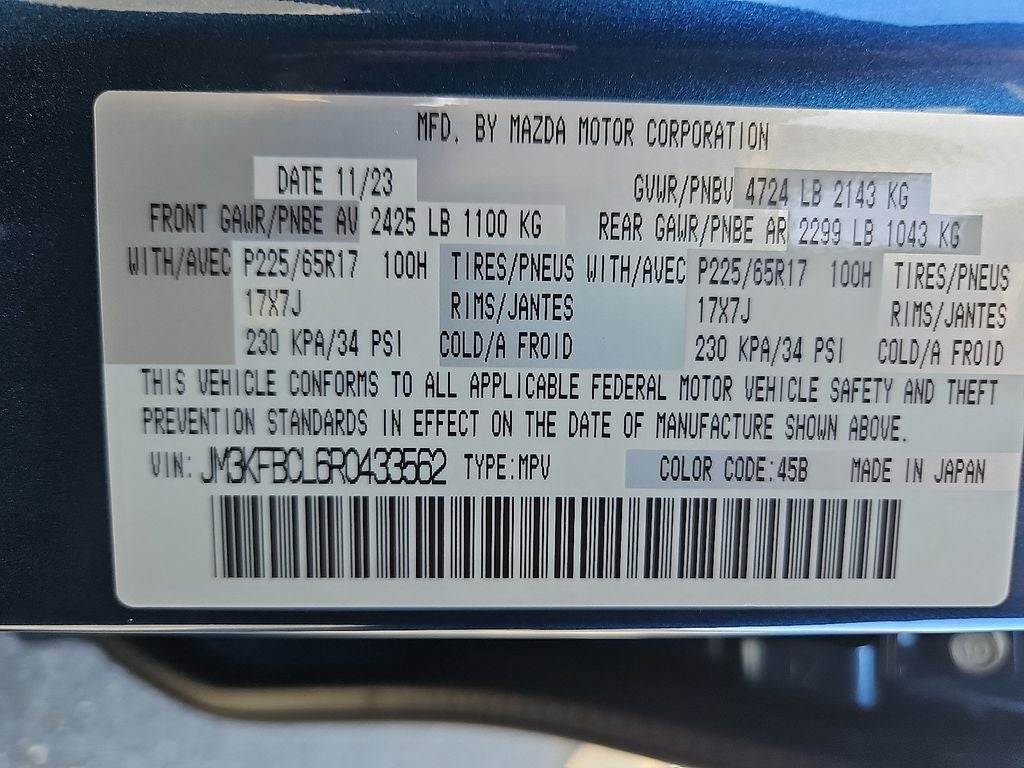 MFD. BY MAZDA MOTOR CORPORATION
DATE 11/23 GVWR/PNBV 4724 LB 2143 KG
FRONT GAWR/PNBE AV 2425 LB 1100 KG REAR GAWR/PNBE AR 2299 LB 1043 KG
WITH/AVEC P225/65R17 100H TIRES/PNEUS WITH/AVEC P225/65R17 100H TIRES/PNEUS
17X7J RIMS/JANTES 17X7J RIMS/JANTES
230 KPA/34 PSI COLD/A FROID 230 KPA/34 PSI COLD/A FROID
THIS VEHICLE CONFORMS TO ALL APPLICABLE FEDERAL MOTOR VEHICLE SAFETY AND THEFT
PREVENTION STANDARDS IN EFFECT ON THE DATE OF MANUFACTURE SHOWN ABOVE.
VIN: JM3KFBCL6R0433562 TYPE:MPV COLOR CODE:45B MADE IN JAPAN